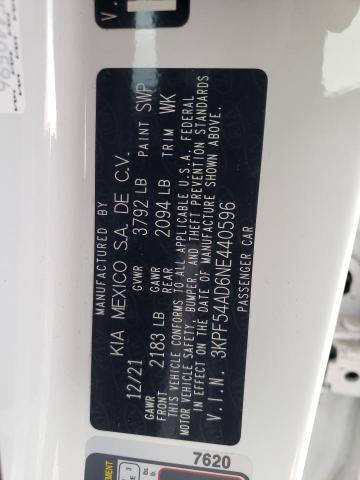 MANUFACTURED BY
KIA MEXICO S.A. DE C.V.
12/21 GVWR 3792 LB PAINT SWP
GAWR FRONT 2183 LB GAWR REAR 2094 LB TRIM WK
THIS VEHICLE CONFORMS TO ALL APPLICABLE U.S.A. FEDERAL
MOTOR VEHICLE SAFETY, BUMPER, AND THEFT PREVENTION STANDARDS
IN EFFECT ON THE DATE OF MANUFACTURE SHOWN ABOVE.
V.I.N. 3KPF54AD6NE440596
PASSENGER CAR
7620